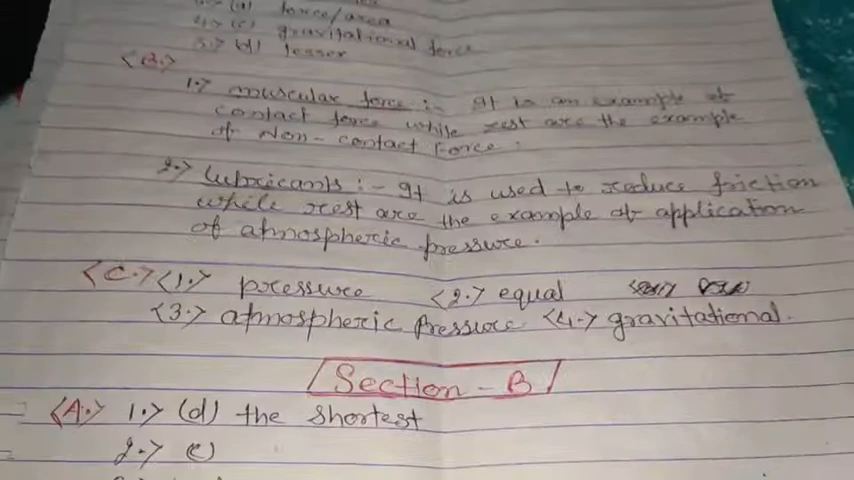 (a) force/area
4.> (c) gravitational force
5.> (d) lesser
<B.>
1.> muscular force :- It is an example of
contact force while rest are the example
of Non-contact Force.
2.> Lubricants :- It is used to reduce friction
while rest are the example of application
of atmospheric pressure.
<C.> <1.> pressure <2.> equal
<3.> atmospheric pressure <4.> gravitational.
Section - B
<A.> 1.> (d) the shortest
2.> (c)